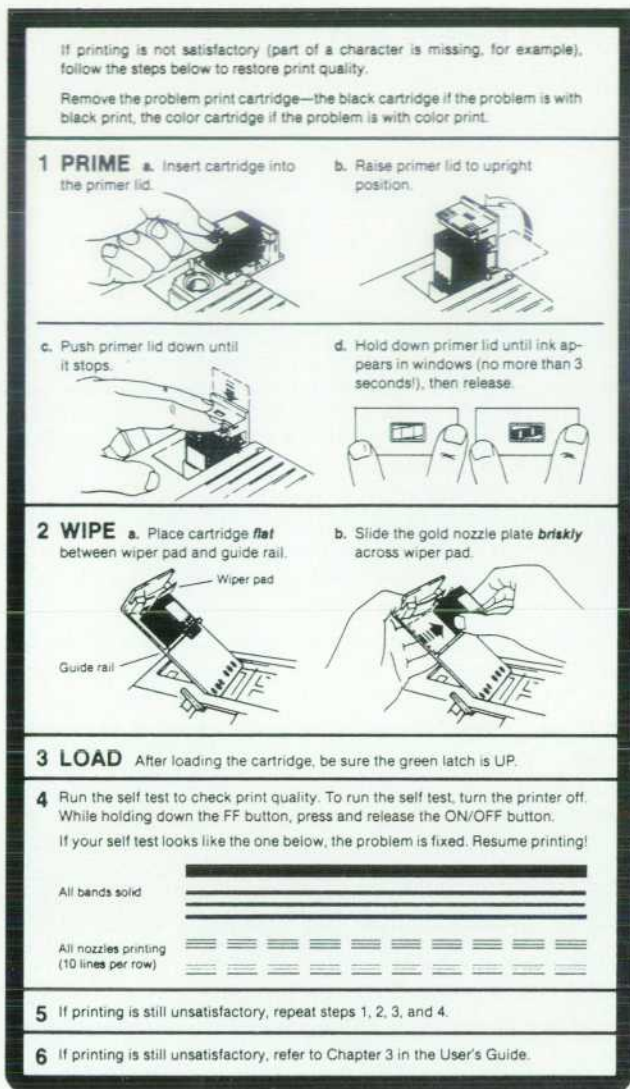 If printing is not satisfactory (part of a character is missing, for example),
follow the steps below to restore print quality.
Remove the problem print cartridge—the black cartridge if the problem is with
black print, the color cartridge if the problem is with color print.
1 PRIME a. Insert cartridge into
the primer lid.
b. Raise primer lid to upright
position.
c. Push primer lid down until
it stops.
d. Hold down primer lid until ink ap-
pears in windows (no more than 3
seconds!), then release.
2 WIPE a. Place cartridge flat
between wiper pad and guide rail.
Wiper pad
Guide rail
b. Slide the gold nozzle plate briskly
across wiper pad.
3 LOAD After loading the cartridge, be sure the green latch is UP.
4 Run the self test to check print quality. To run the self test, turn the printer off.
While holding down the FF button, press and release the ON/OFF button.
If your self test looks like the one below, the problem is fixed. Resume printing!
All bands solid
All nozzles printing
(10 lines per row)
5 If printing is still unsatisfactory, repeat steps 1, 2, 3, and 4.
6 If printing is still unsatisfactory, refer to Chapter 3 in the User's Guide.